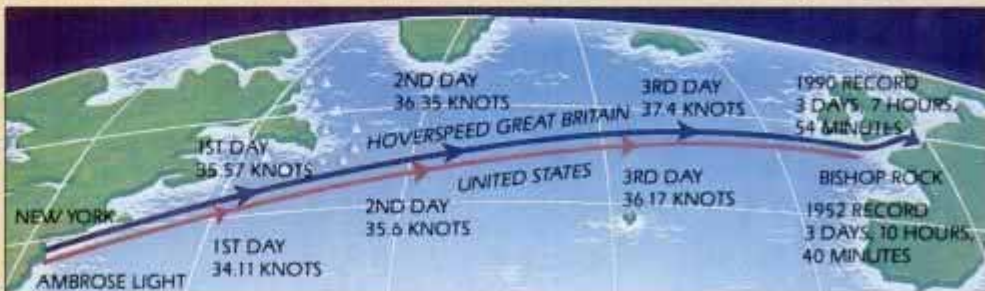 2ND DAY
36.35 KNOTS
3RD DAY
37.4 KNOTS
1990 RECORD
3 DAYS, 7 HOURS,
54 MINUTES
HOVERSPEED GREAT BRITAIN
1ST DAY
35.57 KNOTS
UNITED STATES
BISHOP ROCK
NEW YORK
2ND DAY
35.6 KNOTS
3RD DAY
36.17 KNOTS
1952 RECORD
3 DAYS, 10 HOURS,
40 MINUTES
1ST DAY
34.11 KNOTS
AMBROSE LIGHT